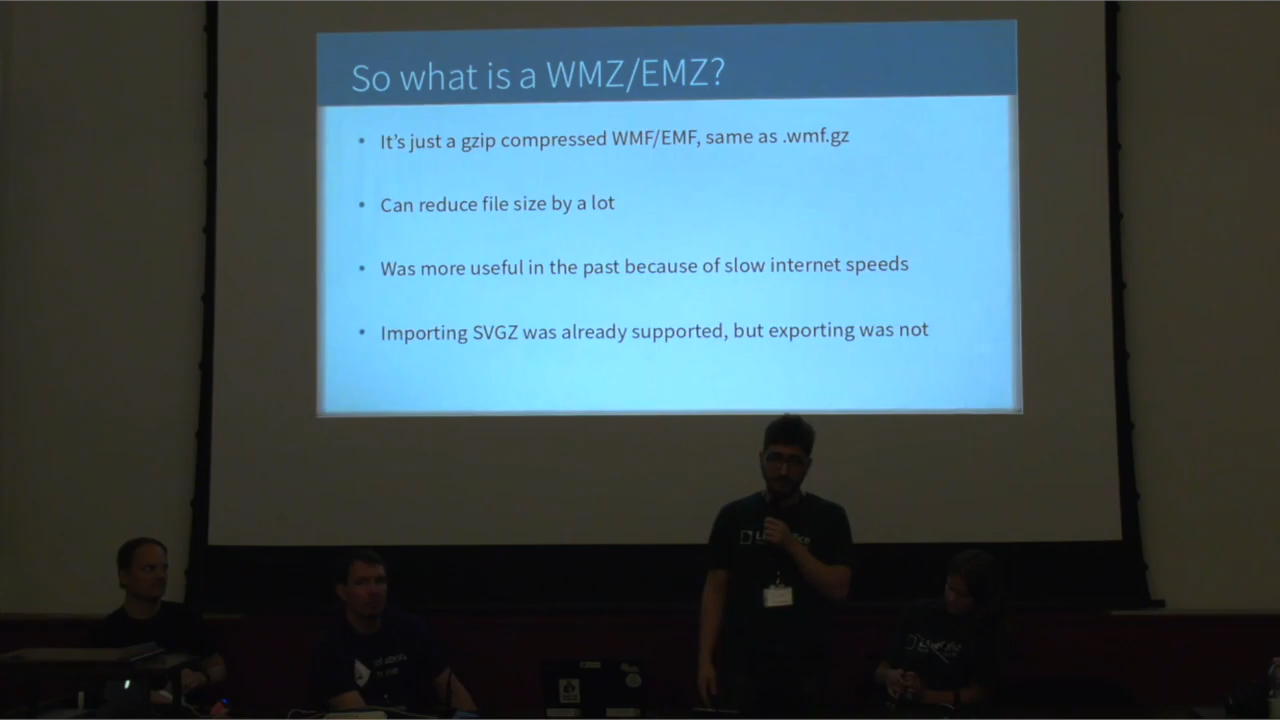 So what is a WMZ/EMZ?
• It's just a gzip compressed WMF/EMF, same as .wmf.gz
• Can reduce file size by a lot
• Was more useful in the past because of slow internet speeds
• Importing SVGZ was already supported, but exporting was not